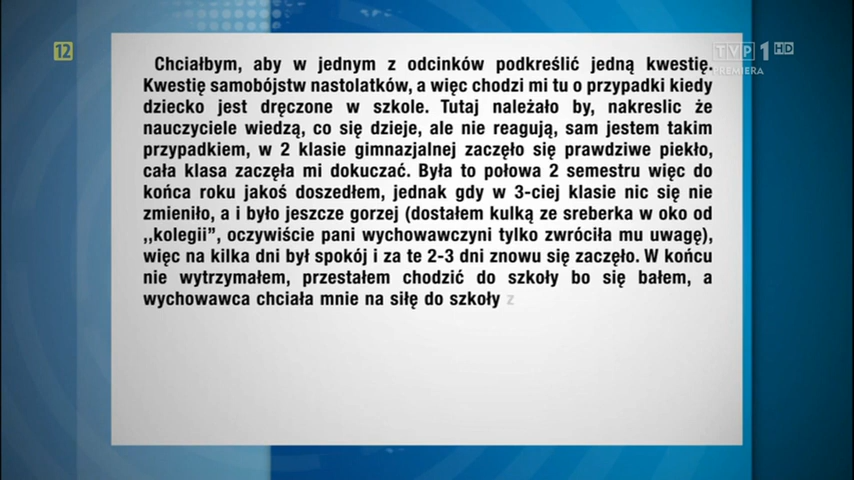 12
TVP 1 HD
PREMIERA
Chciałbym, aby w jednym z odcinków podkreślić jedną kwestię.
Kwestię samobójstw nastolatków, a więc chodzi mi tu o przypadki kiedy
dziecko jest dręczone w szkole. Tutaj należało by, nakreslic że
nauczyciele wiedzą, co się dzieje, ale nie reagują, sam jestem takim
przypadkiem, w 2 klasie gimnazjalnej zaczęło się prawdziwe piekło,
cała klasa zaczęła mi dokuczać. Była to połowa 2 semestru więc do
końca roku jakoś doszedłem, jednak gdy w 3-ciej klasie nic się nie
zmieniło, a i było jeszcze gorzej (dostałem kulką ze sreberka w oko od
,,kolegii”, oczywiście pani wychowawczyni tylko zwróciła mu uwagę),
więc na kilka dni był spokój i za te 2-3 dni znowu się zaczęło. W końcu
nie wytrzymałem, przestałem chodzić do szkoły bo się bałem, a
wychowawca chciała mnie na siłę do szkoły z